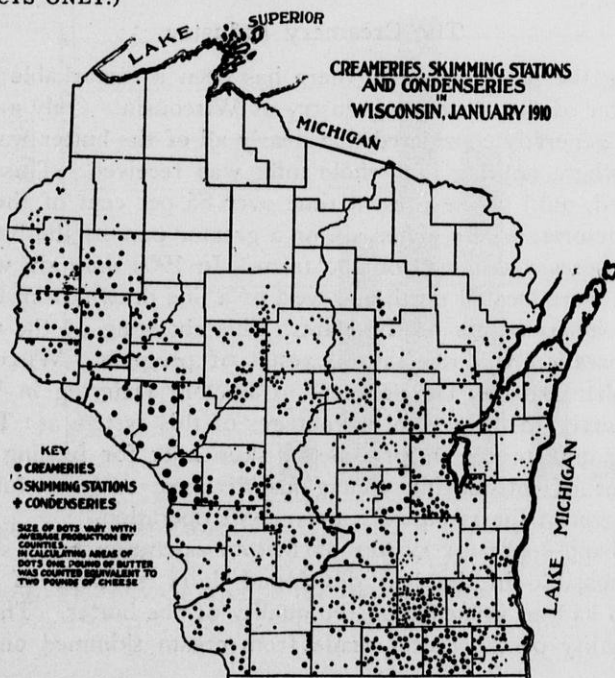 CTS ONLY.)
LAKE SUPERIOR
CREAMERIES, SKIMMING STATIONS
AND CONDENSERIES
IN
WISCONSIN, JANUARY 1910
MICHIGAN
KEY
• CREAMERIES
○ SKIMMING STATIONS
✚ CONDENSERIES
SIZE OF DOTS VARY WITH
AVERAGE PRODUCTION BY
COUNTIES.
IN CALCULATING AREAS OF
DOTS ONE POUND OF BUTTER
WAS COUNTED EQUIVALENT TO
TWO POUNDS OF CHEESE
LAKE MICHIGAN